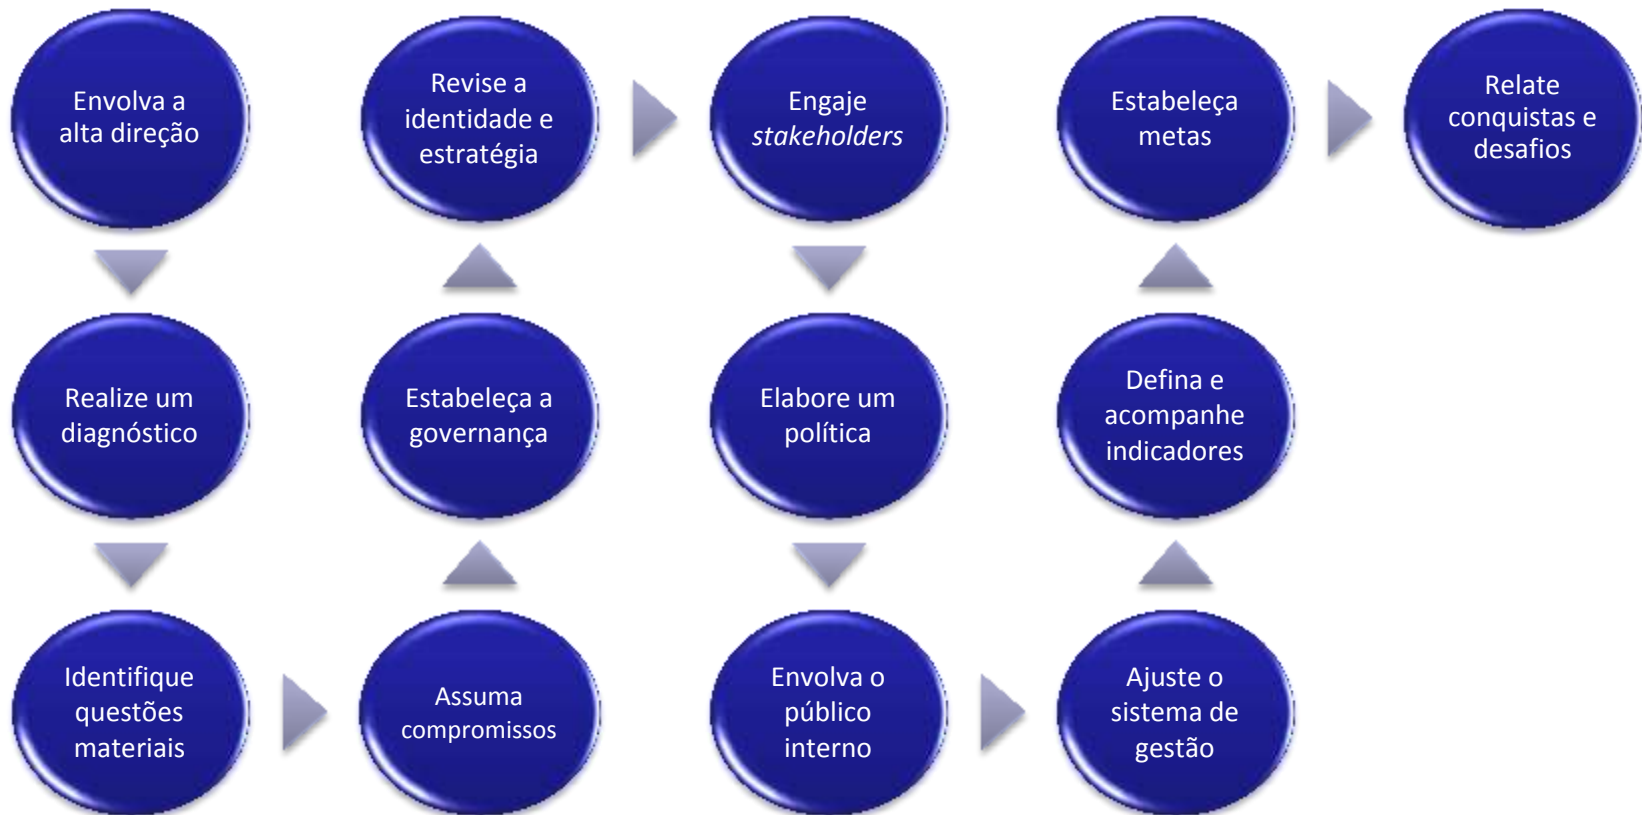 Envolva a
alta direção
Realize um
diagnóstico
Identifique
questões
materiais
Assuma
compromissos
Estabeleça a
governança
Revise a
identidade e
estratégia
Engaje
stakeholders
Elabore um
política
Envolva o
público
interno
Ajuste o
sistema de
gestão
Defina e
acompanhe
indicadores
Estabeleça
metas
Relate
conquistas e
desafios